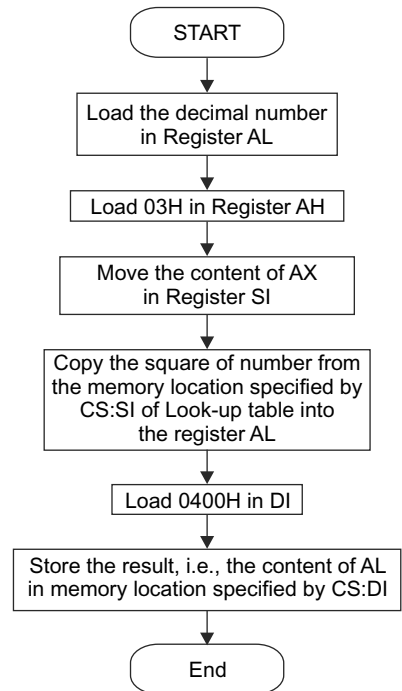 START
Load the decimal number
in Register AL
Load 03H in Register AH
Move the content of AX
in Register SI
Copy the square of number from
the memory location specified by
CS:SI of Look-up table into
the register AL
Load 0400H in DI
Store the result, i.e., the content of AL
in memory location specified by CS:DI
End